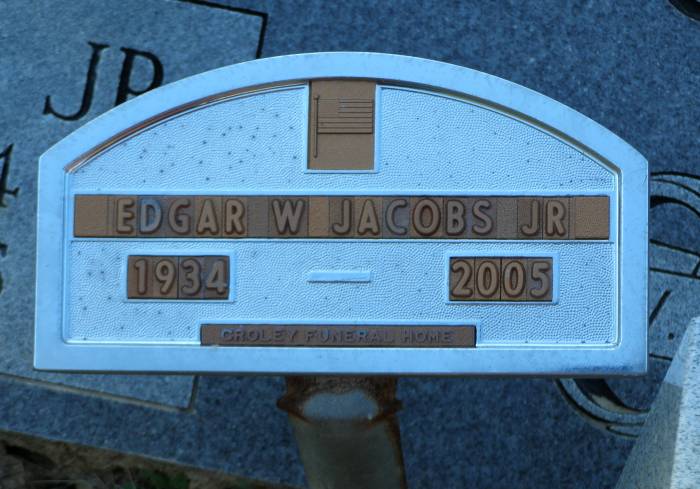 JR
EDGAR W JACOBS JR
1934 — 2005
CROLEY FUNERAL HOME